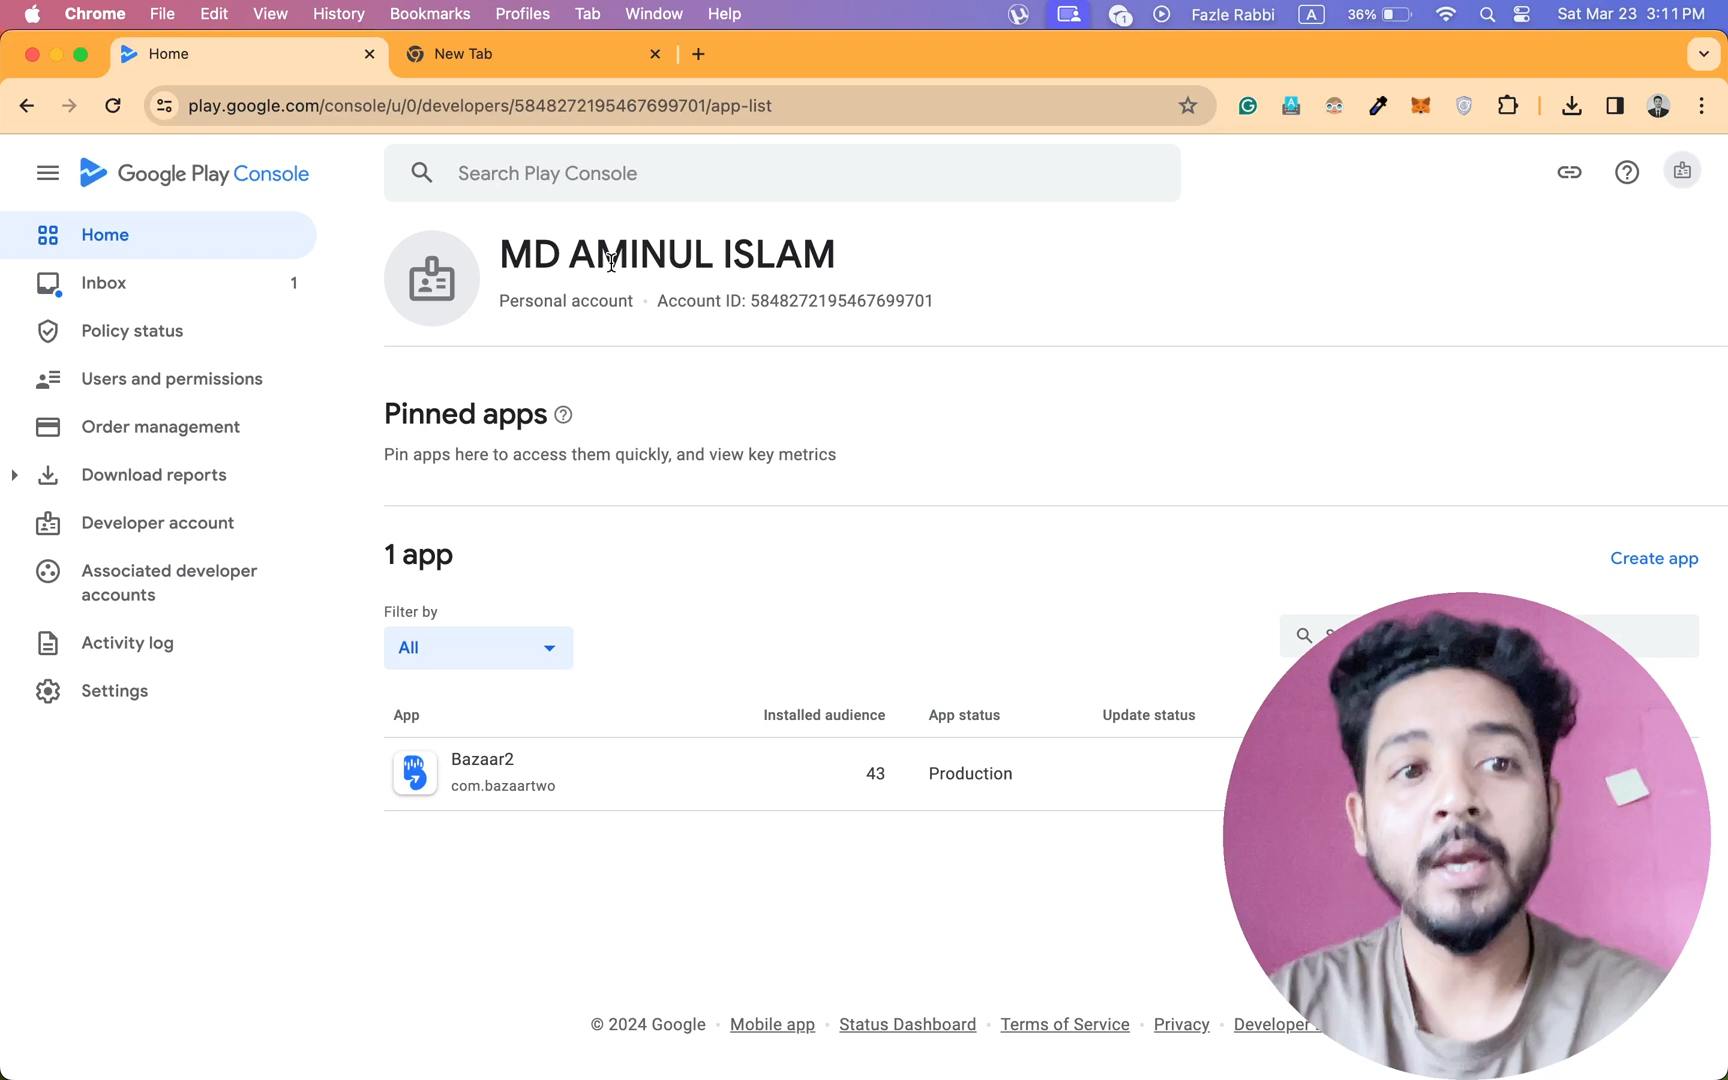 Chrome File Edit View History Bookmarks Profiles Tab Window Help 1 Fazle Rabbi A 36% Sat Mar 23 3:11 PM
Home New Tab
play.google.com/console/u/0/developers/5848272195467699701/app-list
Google Play Console
Search Play Console
Home
Inbox 1
Policy status
Users and permissions
Order management
Download reports
Developer account
Associated developer
accounts
Activity log
Settings
MD AMINUL ISLAM
Personal account · Account ID: 5848272195467699701
Pinned apps
Pin apps here to access them quickly, and view key metrics
1 app
Create app
Filter by
All
App Installed audience App status Update status
Bazaar2
com.bazaartwo
43 Production
© 2024 Google · Mobile app · Status Dashboard · Terms of Service · Privacy · Developer